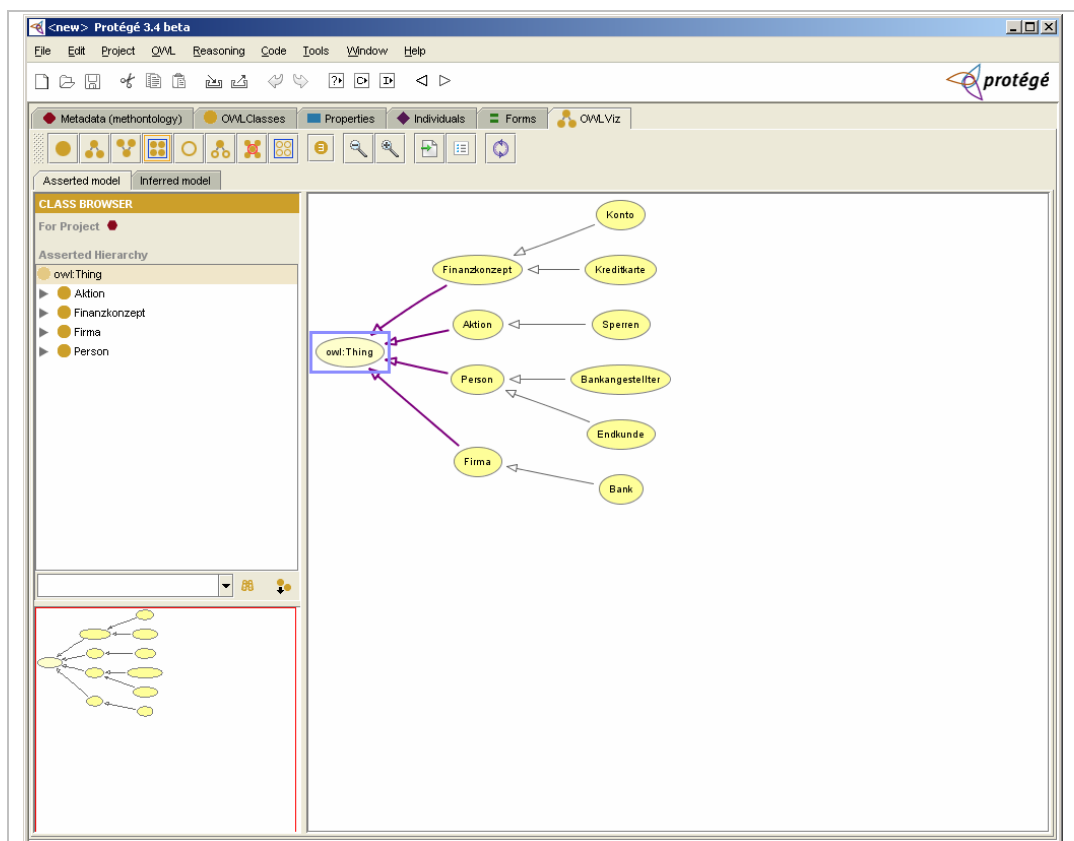 <new> Protégé 3.4 beta
File Edit Project OWL Reasoning Code Tools Window Help
protégé
Metadata (methontology) OWLClasses Properties Individuals Forms OWLViz
Asserted model Inferred model
CLASS BROWSER
For Project
Asserted Hierarchy
owl:Thing
Aktion
Finanzkonzept
Firma
Person
Konto
Finanzkonzept
Kreditkarte
Aktion
Sperren
owl:Thing
Person
Bankangestellter
Endkunde
Firma
Bank